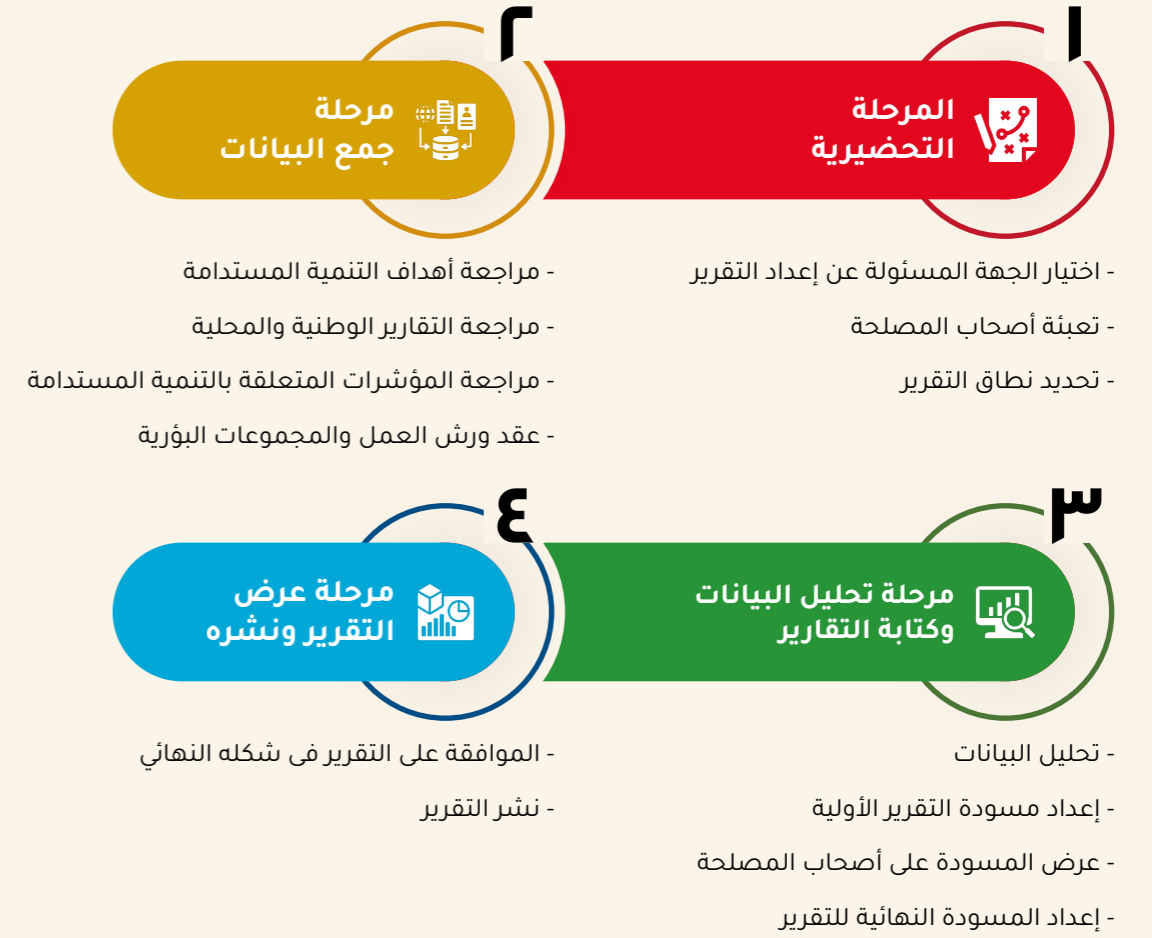 ١
المرحلة
التحضيرية
- اختيار الجهة المسئولة عن إعداد التقرير
- تعبئة أصحاب المصلحة
- تحديد نطاق التقرير
٢
مرحلة
جمع البيانات
- مراجعة أهداف التنمية المستدامة
- مراجعة التقارير الوطنية والمحلية
- مراجعة المؤشرات المتعلقة بالتنمية المستدامة
- عقد ورش العمل والمجموعات البؤرية
٣
مرحلة تحليل البيانات
وكتابة التقارير
- تحليل البيانات
- إعداد مسودة التقرير الأولية
- عرض المسودة على أصحاب المصلحة
- إعداد المسودة النهائية للتقرير
٤
مرحلة عرض
التقرير ونشره
- الموافقة على التقرير فى شكله النهائي
- نشر التقرير